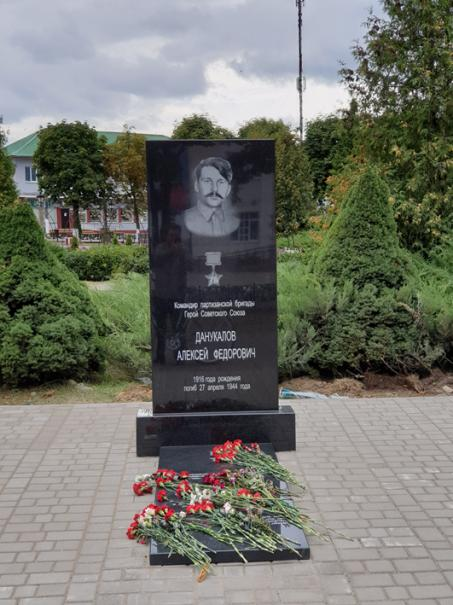 Командир партизанской бригады
Герой Советского Союза
ДАНУКАЛОВ
АЛЕКСЕЙ ФЕДОРОВИЧ
1916 года рождения
погиб 27 апреля 1944 года